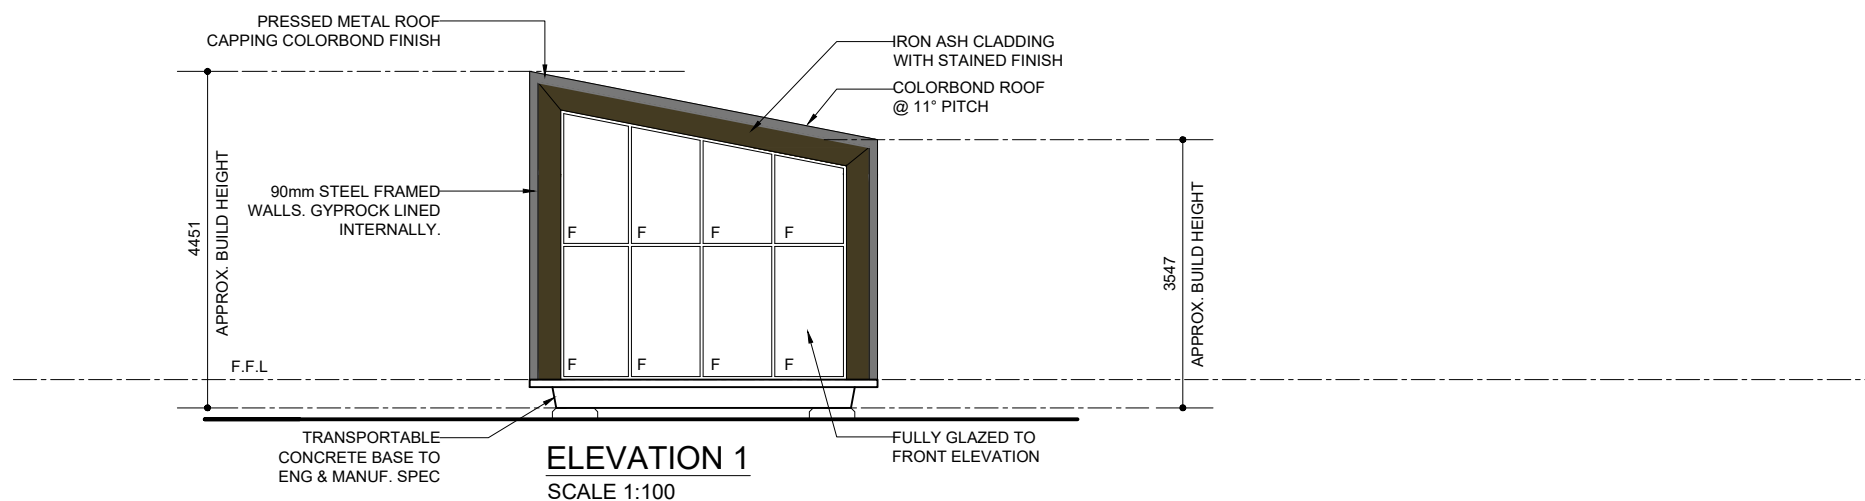 PRESSED METAL ROOF
CAPPING COLORBOND FINISH
IRON ASH CLADDING
WITH STAINED FINISH
COLORBOND ROOF
@ 11° PITCH
4451
APPROX. BUILD HEIGHT
90mm STEEL FRAMED
WALLS. GYPROCK LINED
INTERNALLY.
3547
APPROX. BUILD HEIGHT
F F F F
F.F.L
F F F F
TRANSPORTABLE
CONCRETE BASE TO
ENG & MANUF. SPEC
FULLY GLAZED TO
FRONT ELEVATION
ELEVATION 1
SCALE 1:100